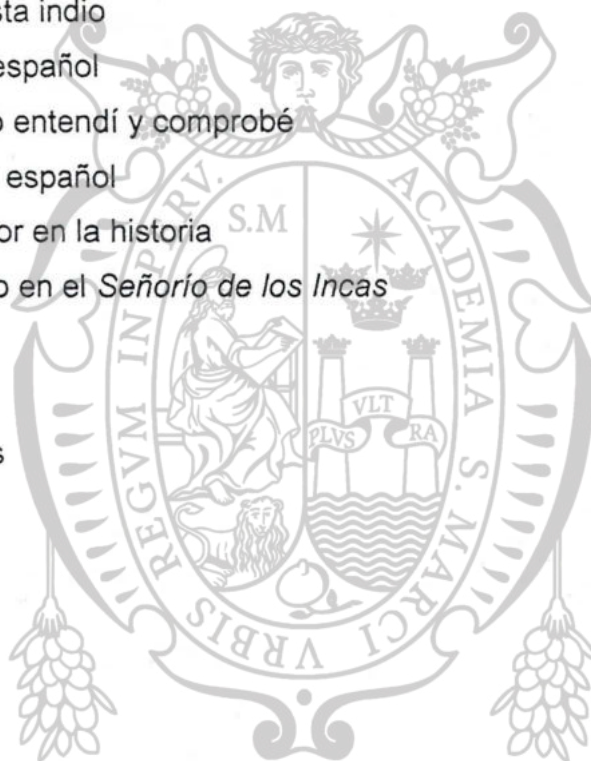 sta indio
español
o entendí y comprobé
español
or en la historia
o en el Señorío de los Incas
s
S.M
ACADEMIA S. MARCI VRBIS REGVM IN PERV.
PLVS VLT RA